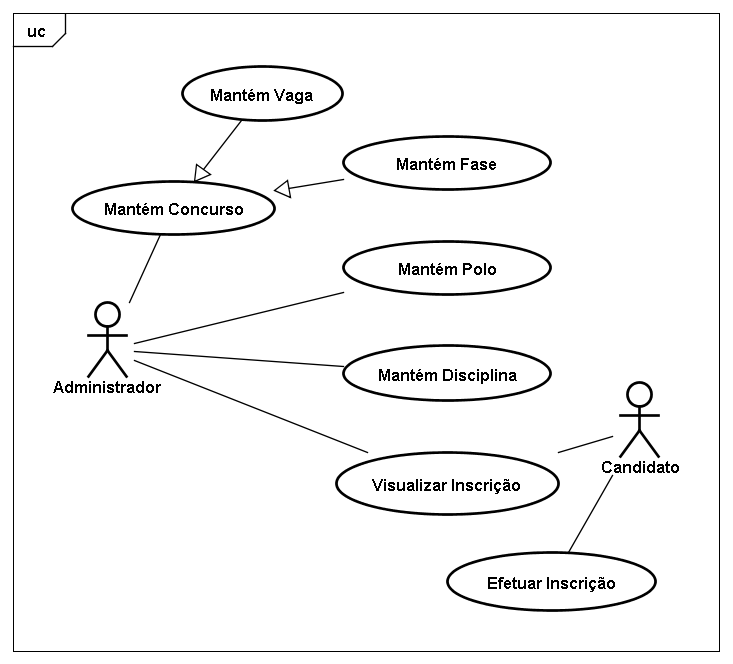 uc
Mantém Vaga
Mantém Fase
Mantém Concurso
Mantém Polo
Mantém Disciplina
Administrador
Candidato
Visualizar Inscrição
Efetuar Inscrição